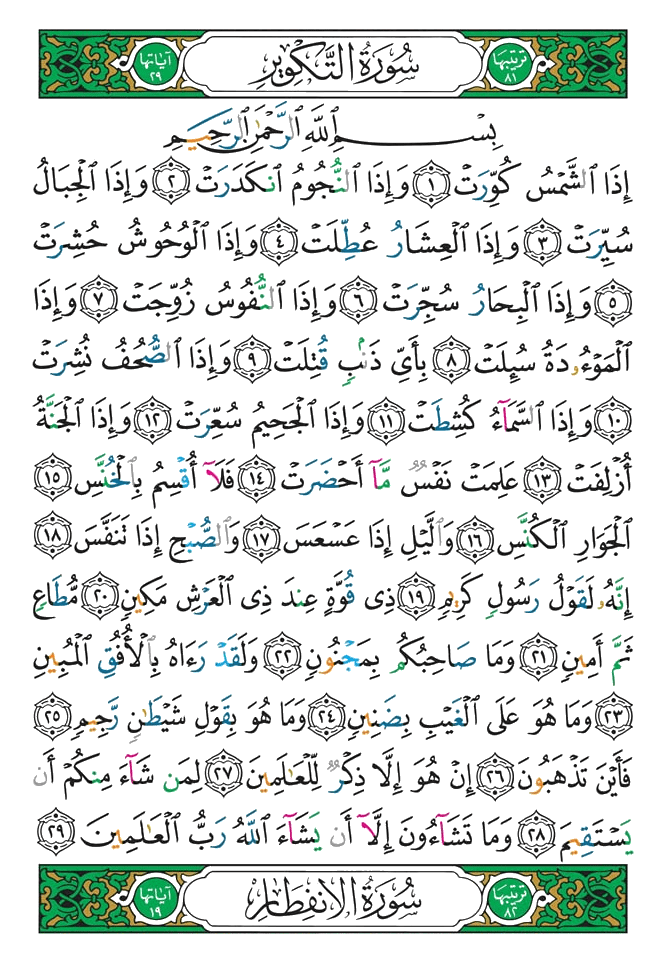 آياتها ٢٩ سُورَةُ التَّكْوِيرِ ترتيبها ٨١
بِسْمِ ٱللَّهِ ٱلرَّحْمَٰنِ ٱلرَّحِيمِ
إِذَا ٱلشَّمْسُ كُوِّرَتْ ١ وَإِذَا ٱلنُّجُومُ ٱنكَدَرَتْ ٢ وَإِذَا ٱلْجِبَالُ
سُيِّرَتْ ٣ وَإِذَا ٱلْعِشَارُ عُطِّلَتْ ٤ وَإِذَا ٱلْوُحُوشُ حُشِرَتْ
٥ وَإِذَا ٱلْبِحَارُ سُجِّرَتْ ٦ وَإِذَا ٱلنُّفُوسُ زُوِّجَتْ ٧ وَإِذَا
ٱلْمَوْءُۥدَةُ سُئِلَتْ ٨ بِأَىِّ ذَنۢبٍ قُتِلَتْ ٩ وَإِذَا ٱلصُّحُفُ نُشِرَتْ
١٠ وَإِذَا ٱلسَّمَآءُ كُشِطَتْ ١١ وَإِذَا ٱلْجَحِيمُ سُعِّرَتْ ١٢ وَإِذَا ٱلْجَنَّةُ
أُزْلِفَتْ ١٣ عَلِمَتْ نَفْسٌ مَّآ أَحْضَرَتْ ١٤ فَلَآ أُقْسِمُ بِٱلْخُنَّسِ ١٥
ٱلْجَوَارِ ٱلْكُنَّسِ ١٦ وَٱلَّيْلِ إِذَا عَسْعَسَ ١٧ وَٱلصُّبْحِ إِذَا تَنَفَّسَ ١٨
إِنَّهُۥ لَقَوْلُ رَسُولٍ كَرِيمٍ ١٩ ذِى قُوَّةٍ عِندَ ذِى ٱلْعَرْشِ مَكِينٍ ٢٠ مُّطَاعٍ
ثَمَّ أَمِينٍ ٢١ وَمَا صَاحِبُكُم بِمَجْنُونٍ ٢٢ وَلَقَدْ رَءَاهُ بِٱلْأُفُقِ ٱلْمُبِينِ
٢٣ وَمَا هُوَ عَلَى ٱلْغَيْبِ بِضَنِينٍ ٢٤ وَمَا هُوَ بِقَوْلِ شَيْطَٰنٍ رَّجِيمٍ ٢٥
فَأَيْنَ تَذْهَبُونَ ٢٦ إِنْ هُوَ إِلَّا ذِكْرٌ لِّلْعَٰلَمِينَ ٢٧ لِمَن شَآءَ مِنكُمْ أَن
يَسْتَقِيمَ ٢٨ وَمَا تَشَآءُونَ إِلَّآ أَن يَشَآءَ ٱللَّهُ رَبُّ ٱلْعَٰلَمِينَ ٢٩
آياتها ١٩ سُورَةُ الانفِطَارِ ترتيبها ٨٢